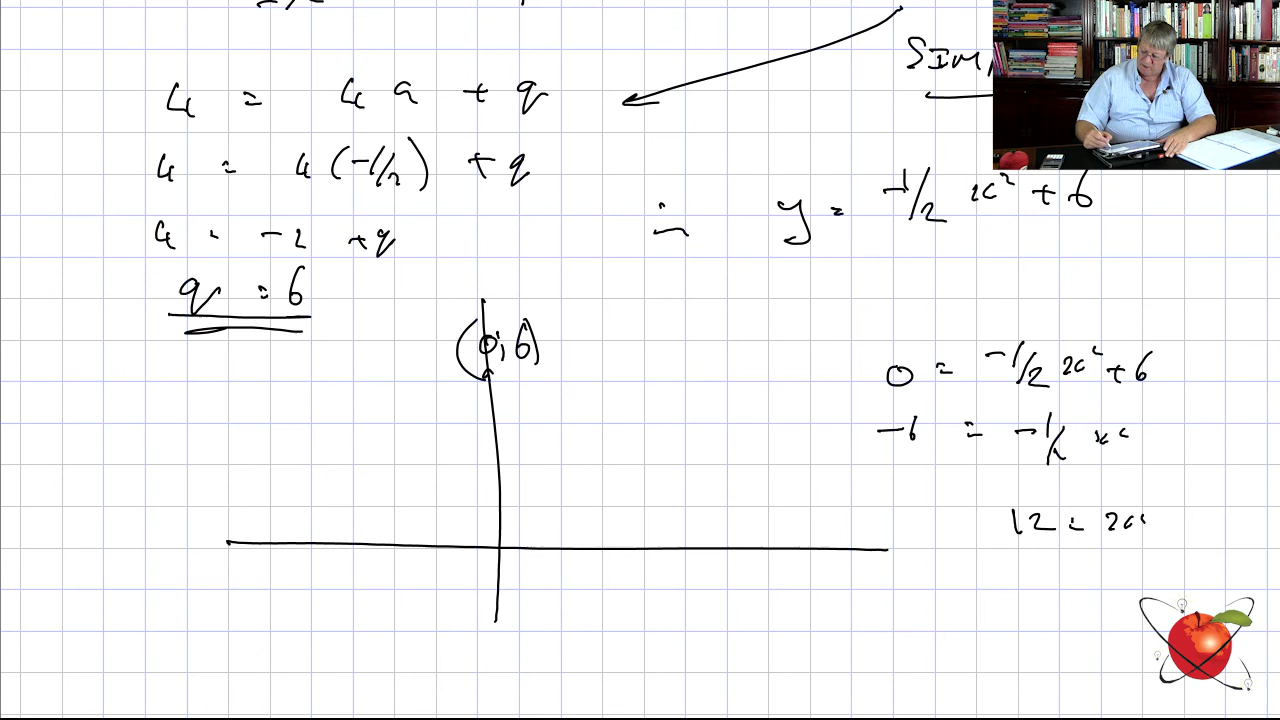 4 = 4a + q
SIM
4 = 4(-1/2) + q
∴ y = -1/2 x² + 6
4 = -2 + q
q = 6
(0; 6)
0 = -1/2 x² + 6
-6 = -1/2 x²
12 = x²